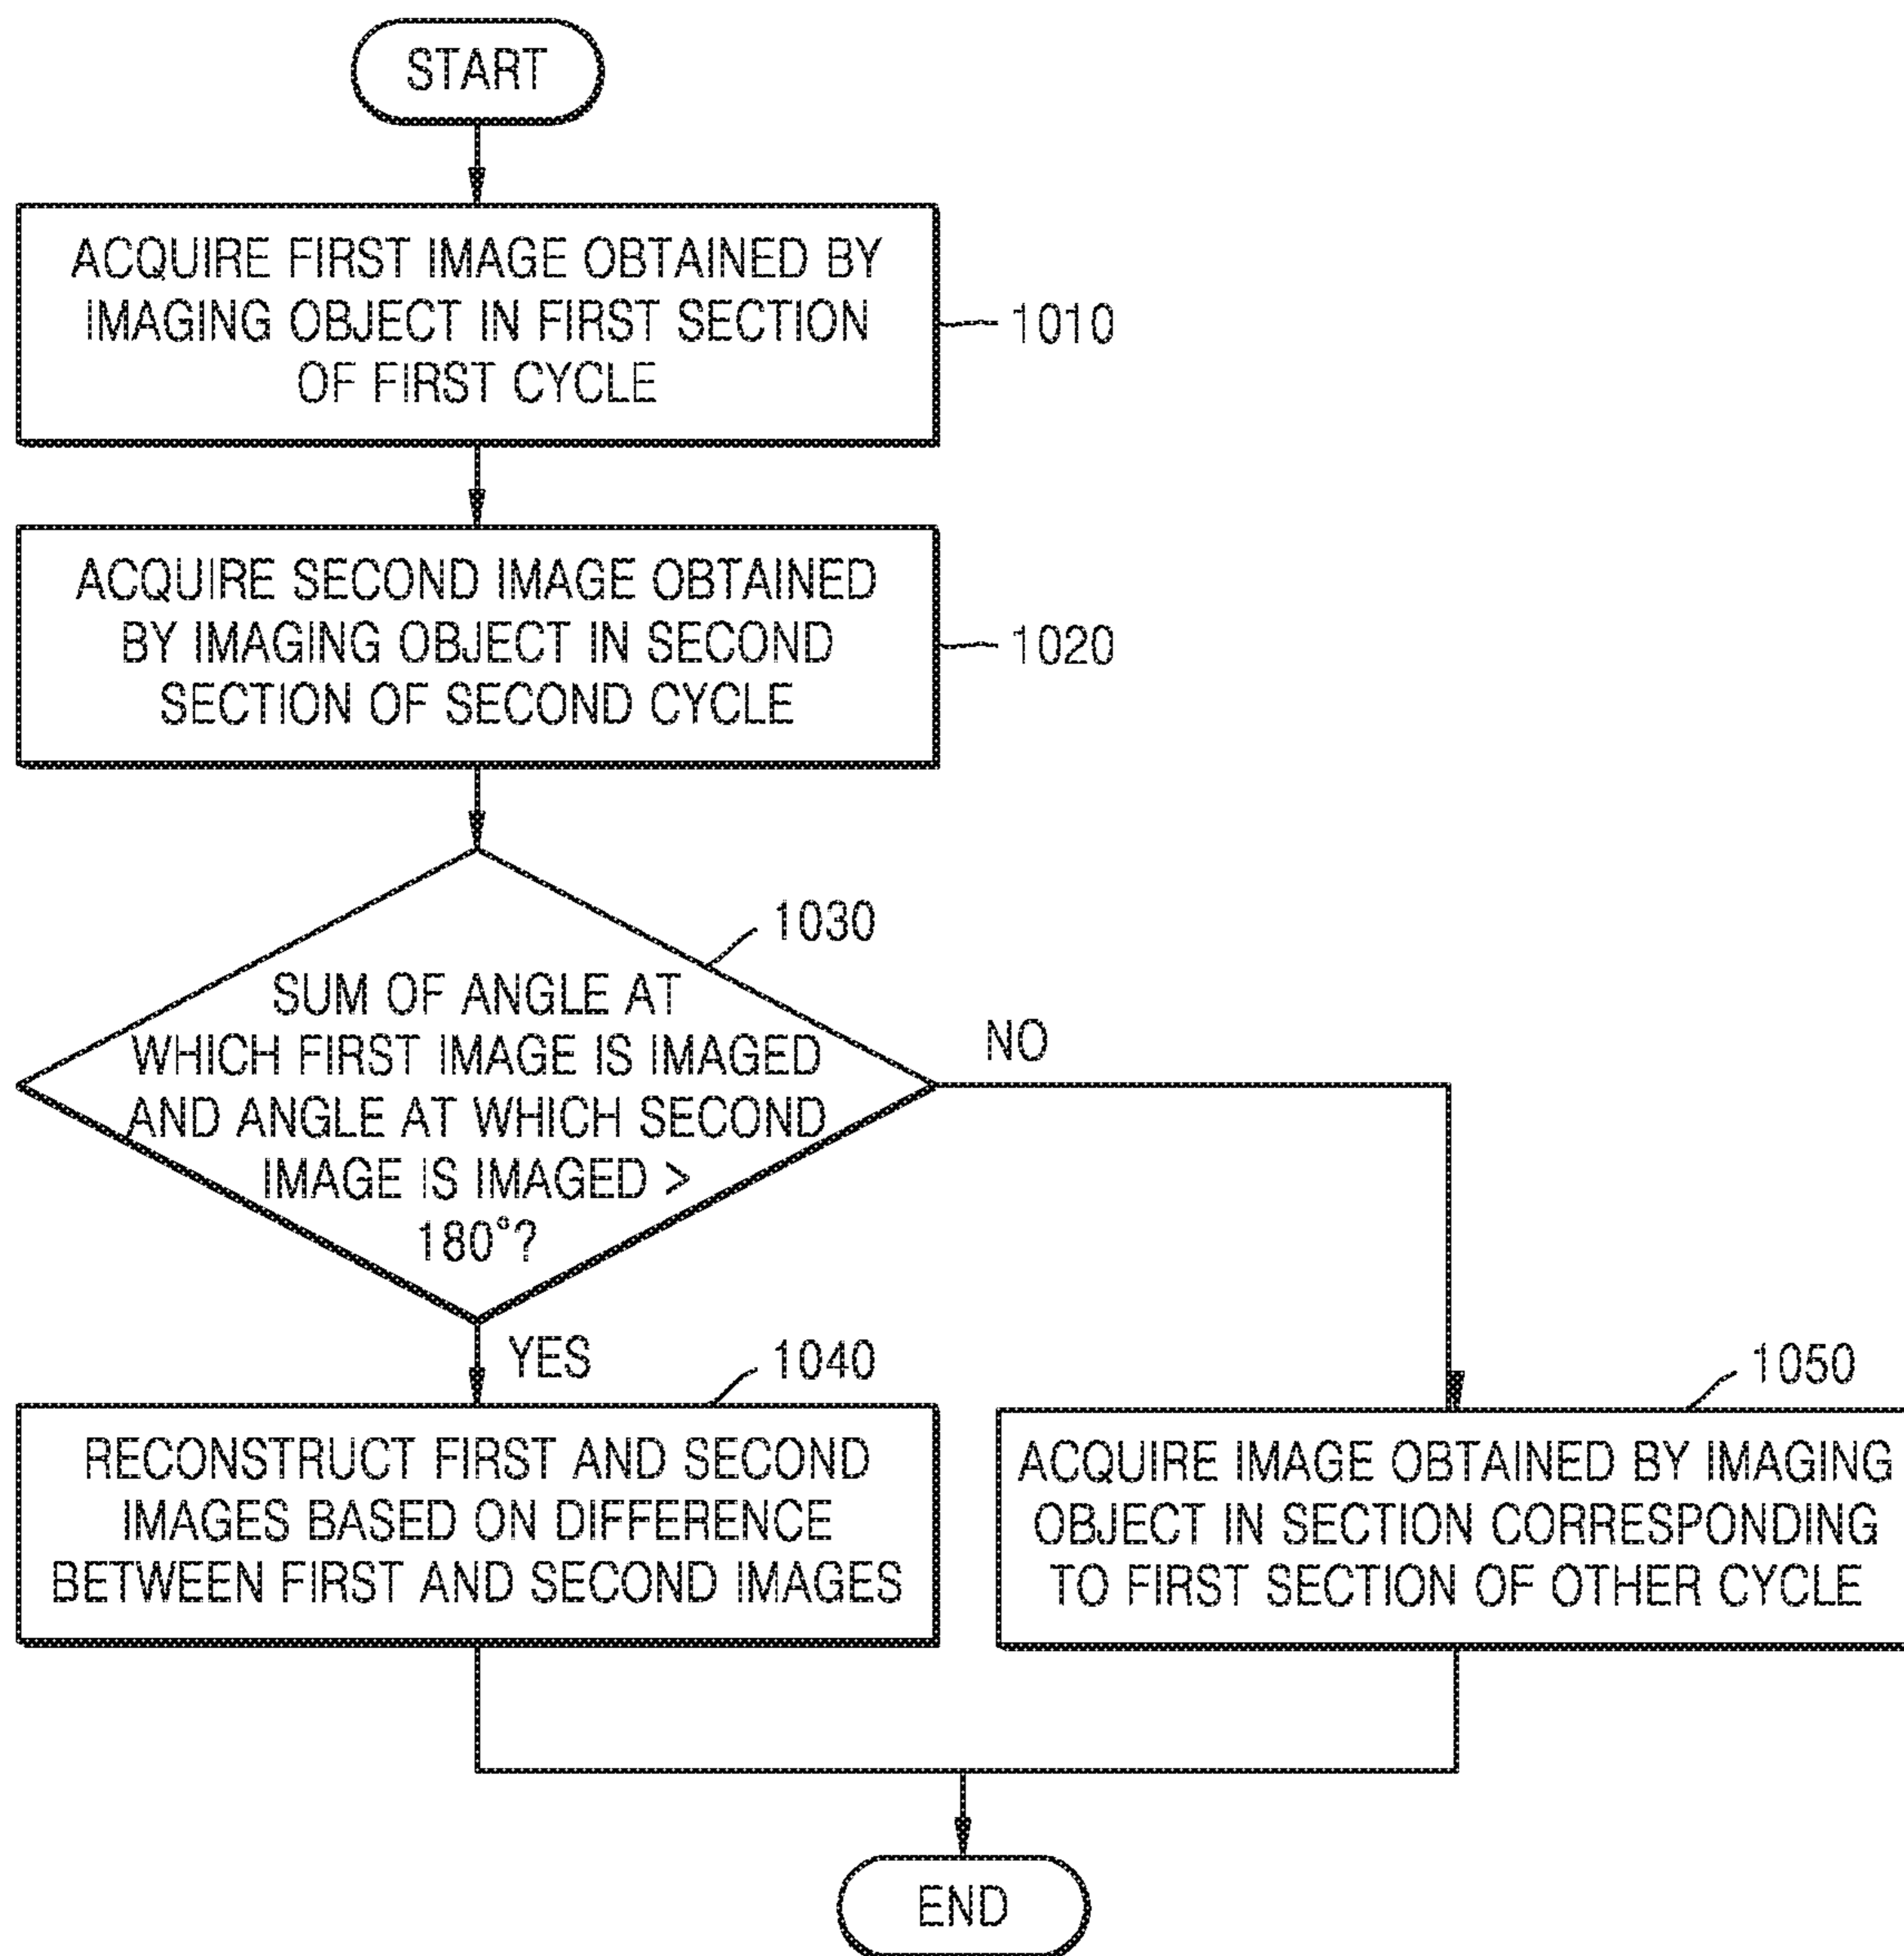 START
ACQUIRE FIRST IMAGE OBTAINED BY
IMAGING OBJECT IN FIRST SECTION
OF FIRST CYCLE
1010
ACQUIRE SECOND IMAGE OBTAINED
BY IMAGING OBJECT IN SECOND
SECTION OF SECOND CYCLE
1020
1030
SUM OF ANGLE AT
WHICH FIRST IMAGE IS IMAGED
AND ANGLE AT WHICH SECOND
IMAGE IS IMAGED >
180°?
NO
YES
1040
RECONSTRUCT FIRST AND SECOND
IMAGES BASED ON DIFFERENCE
BETWEEN FIRST AND SECOND IMAGES
1050
ACQUIRE IMAGE OBTAINED BY IMAGING
OBJECT IN SECTION CORRESPONDING
TO FIRST SECTION OF OTHER CYCLE
END